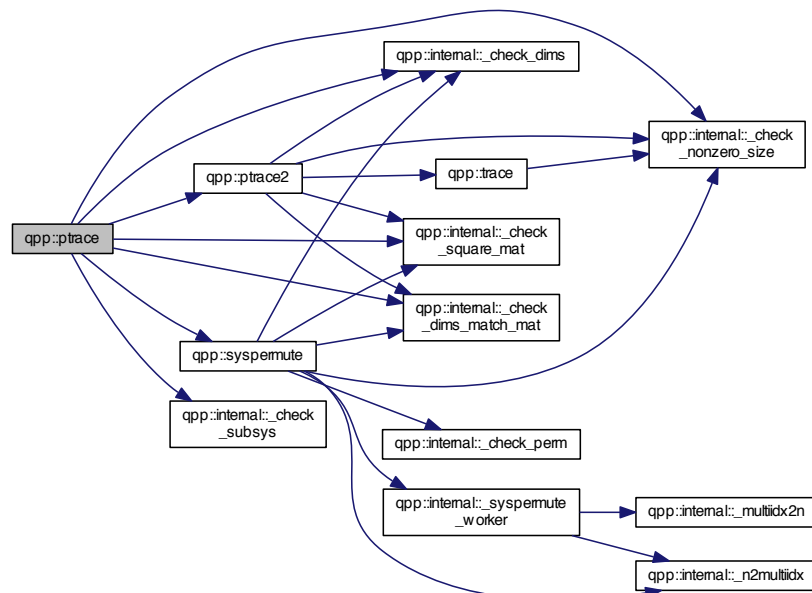 qpp::internal::_check_dims
qpp::internal::_check
_nonzero_size
qpp::ptrace2
qpp::trace
qpp::ptrace
qpp::internal::_check
_square_mat
qpp::internal::_check
_dims_match_mat
qpp::syspermute
qpp::internal::_check
_subsys
qpp::internal::_check_perm
qpp::internal::_syspermute
_worker
qpp::internal::_multiidx2n
qpp::internal::_n2multiidx